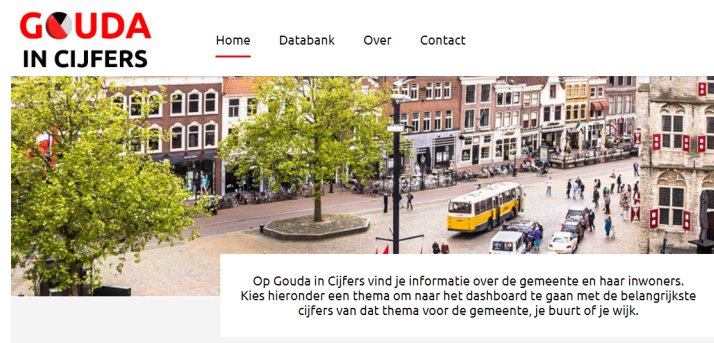 GOUDA
IN CIJFERS
Home Databank Over Contact
Op Gouda in Cijfers vind je informatie over de gemeente en haar inwoners.
Kies hieronder een thema om naar het dashboard te gaan met de belangrijkste
cijfers van dat thema voor de gemeente, je buurt of je wijk.